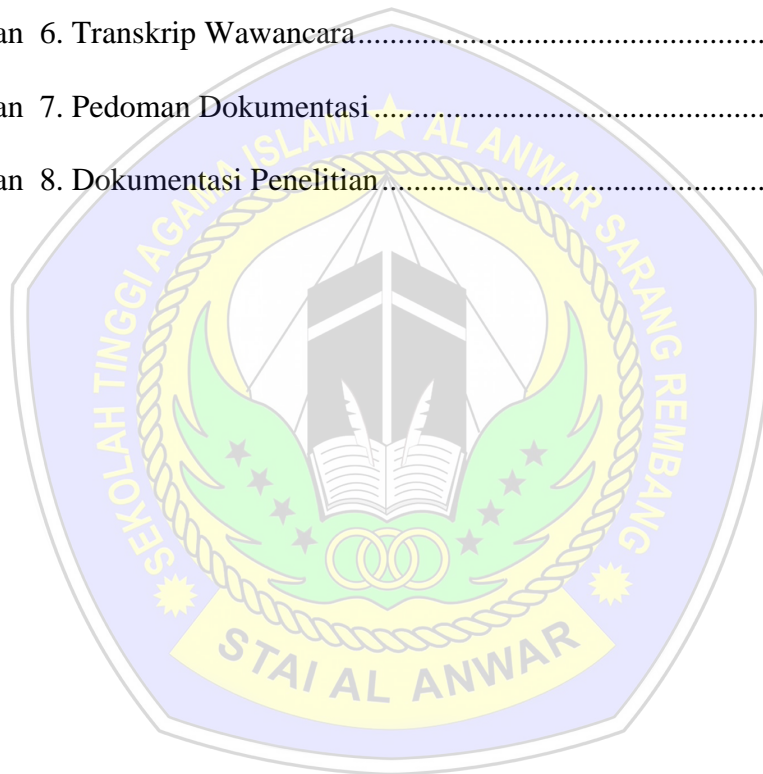 an 6. Transkrip Wawancara.................................................
an 7. Pedoman Dokumentasi...............................................
an 8. Dokumentasi Penelitian..............................................
SEKOLAH TINGGI AGAMA ISLAM ★ AL ANWAR SARANG REMBANG
STAI AL ANWAR